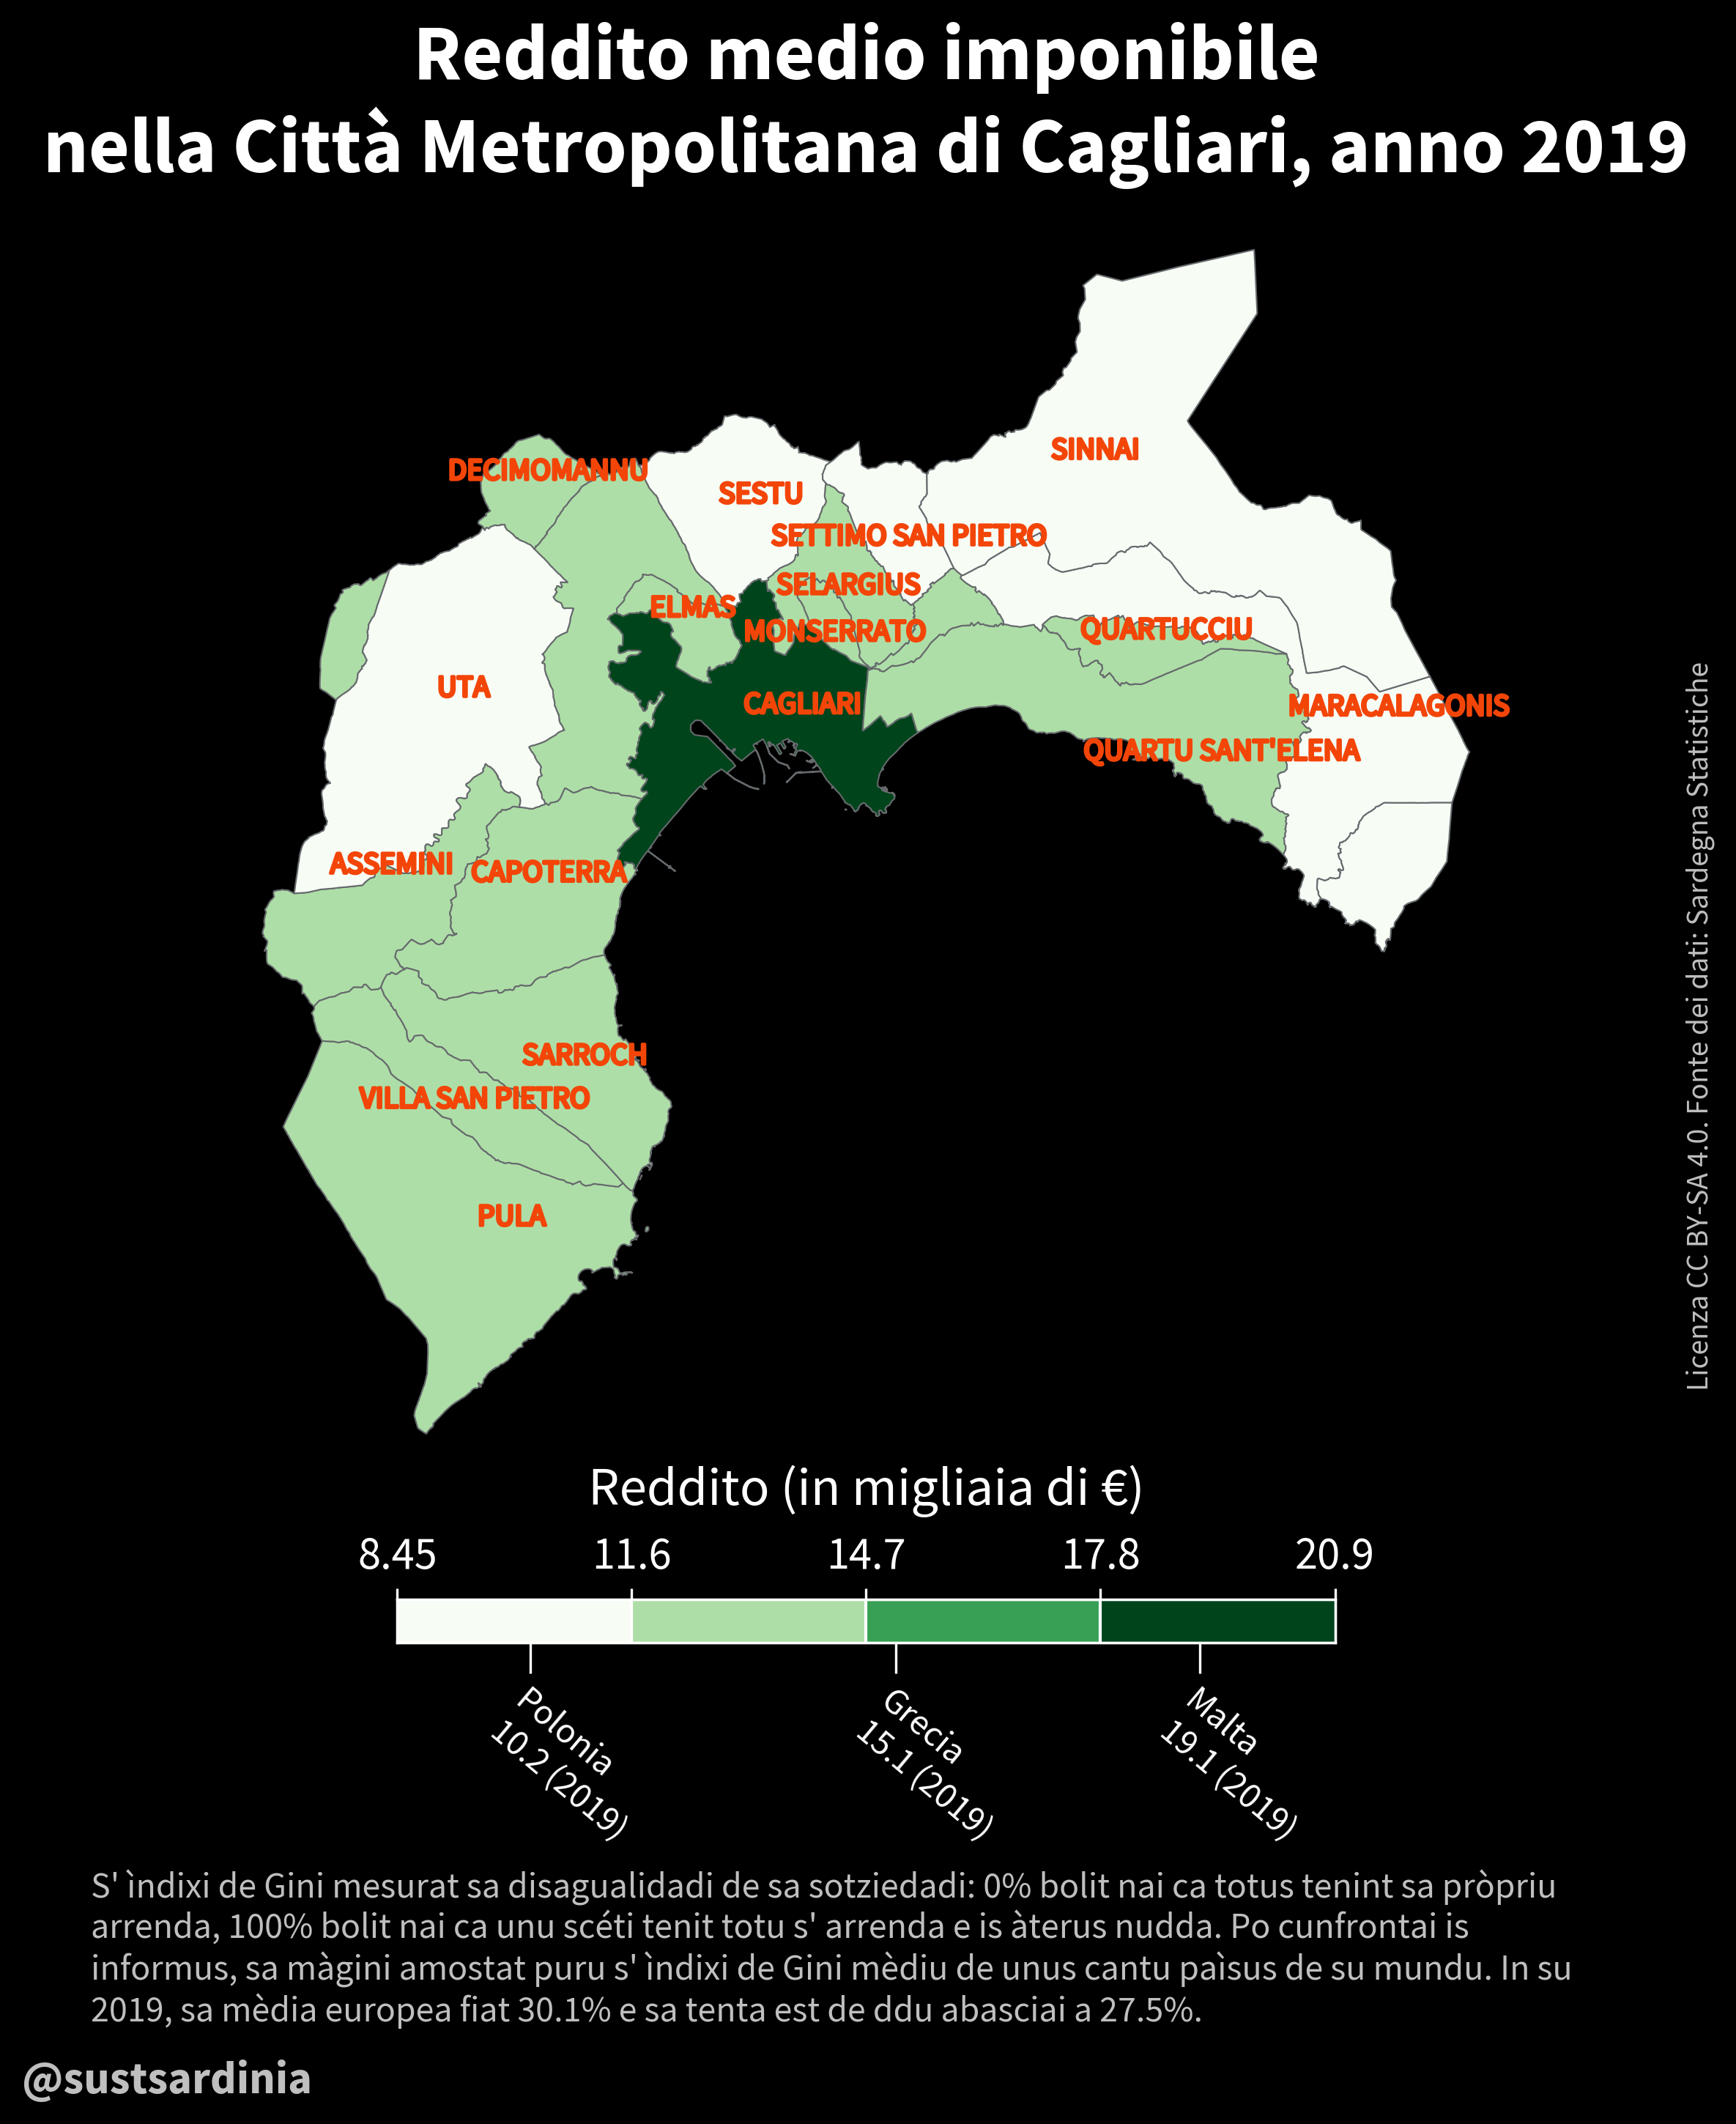 Reddito medio imponibile
nella Città Metropolitana di Cagliari, anno 2019
SINNAI
DECIMOMANNU
SESTU
SETTIMO SAN PIETRO
SELARGIUS
ELMAS
MONSERRATO
QUARTUCCIU
UTA
CAGLIARI
MARACALAGONIS
QUARTU SANT'ELENA
ASSEMINI
CAPOTERRA
SARROCH
VILLA SAN PIETRO
PULA
Licenza CC BY-SA 4.0. Fonte dei dati: Sardegna Statistiche
Reddito (in migliaia di €)
8.45 11.6 14.7 17.8 20.9
Polonia
10.2 (2019)
Grecia
15.1 (2019)
Malta
19.1 (2019)
S' ìndixi de Gini mesurat sa disagualidadi de sa sotziedadi: 0% bolit nai ca totus tenint sa pròpriu
arrenda, 100% bolit nai ca unu scéti tenit totu s' arrenda e is àterus nudda. Po cunfrontai is
informus, sa màgini amostat puru s' ìndixi de Gini mèdiu de unus cantu paìsus de su mundu. In su
2019, sa mèdia europea fiat 30.1% e sa tenta est de ddu abasciai a 27.5%.
@sustsardinia